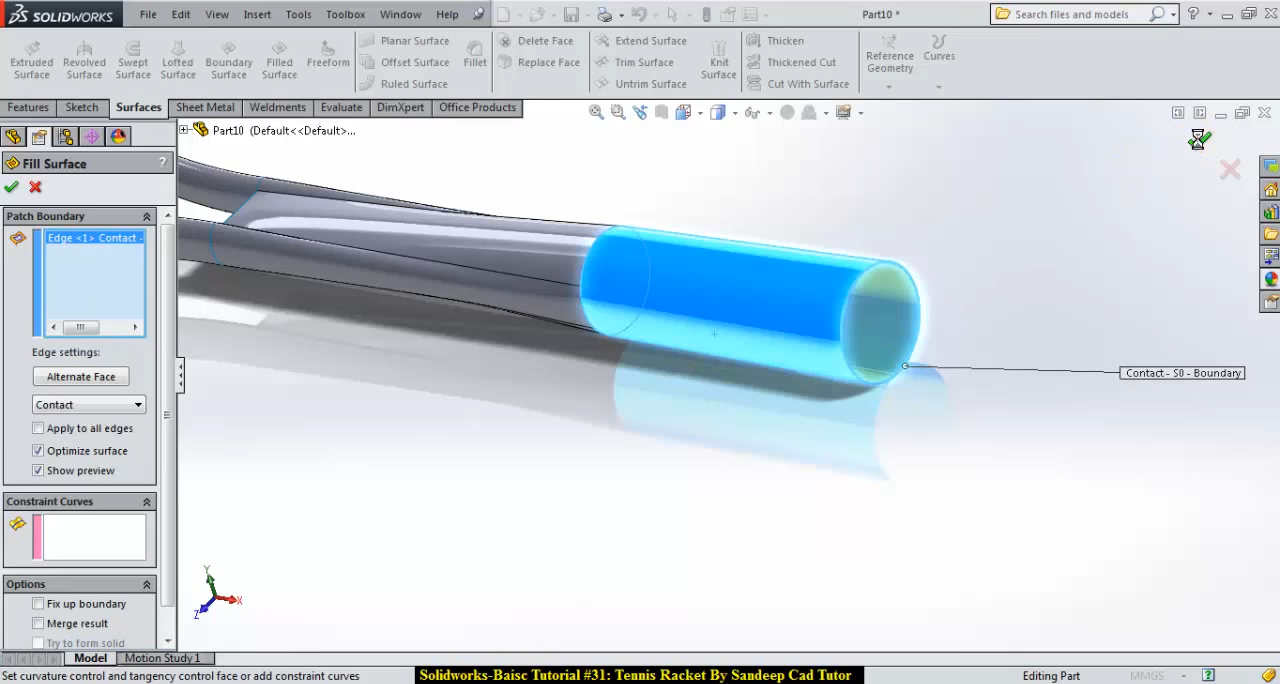 SOLIDWORKS File Edit View Insert Tools Toolbox Window Help Part10 * Search files and models
Extruded Surface Revolved Surface Swept Surface Lofted Surface Boundary Surface Filled Surface Freeform
Planar Surface
Offset Surface
Ruled Surface
Fillet
Delete Face
Replace Face
Extend Surface
Trim Surface
Untrim Surface
Knit Surface
Thicken
Thickened Cut
Cut With Surface
Reference Geometry Curves
Features Sketch Surfaces Sheet Metal Weldments Evaluate DimXpert Office Products
Part10 (Default<<Default>...
Fill Surface ?
Patch Boundary
Edge <1> Contact -
Edge settings:
Alternate Face
Contact
Apply to all edges
Optimize surface
Show preview
Constraint Curves
Options
Fix up boundary
Merge result
Try to form solid
Contact - S0 - Boundary
Y
X
Z
Model Motion Study 1
Set curvature control and tangency control face or add constraint curves
Solidworks-Baisc Tutorial #31: Tennis Racket By Sandeep Cad Tutor
Editing Part MMGS